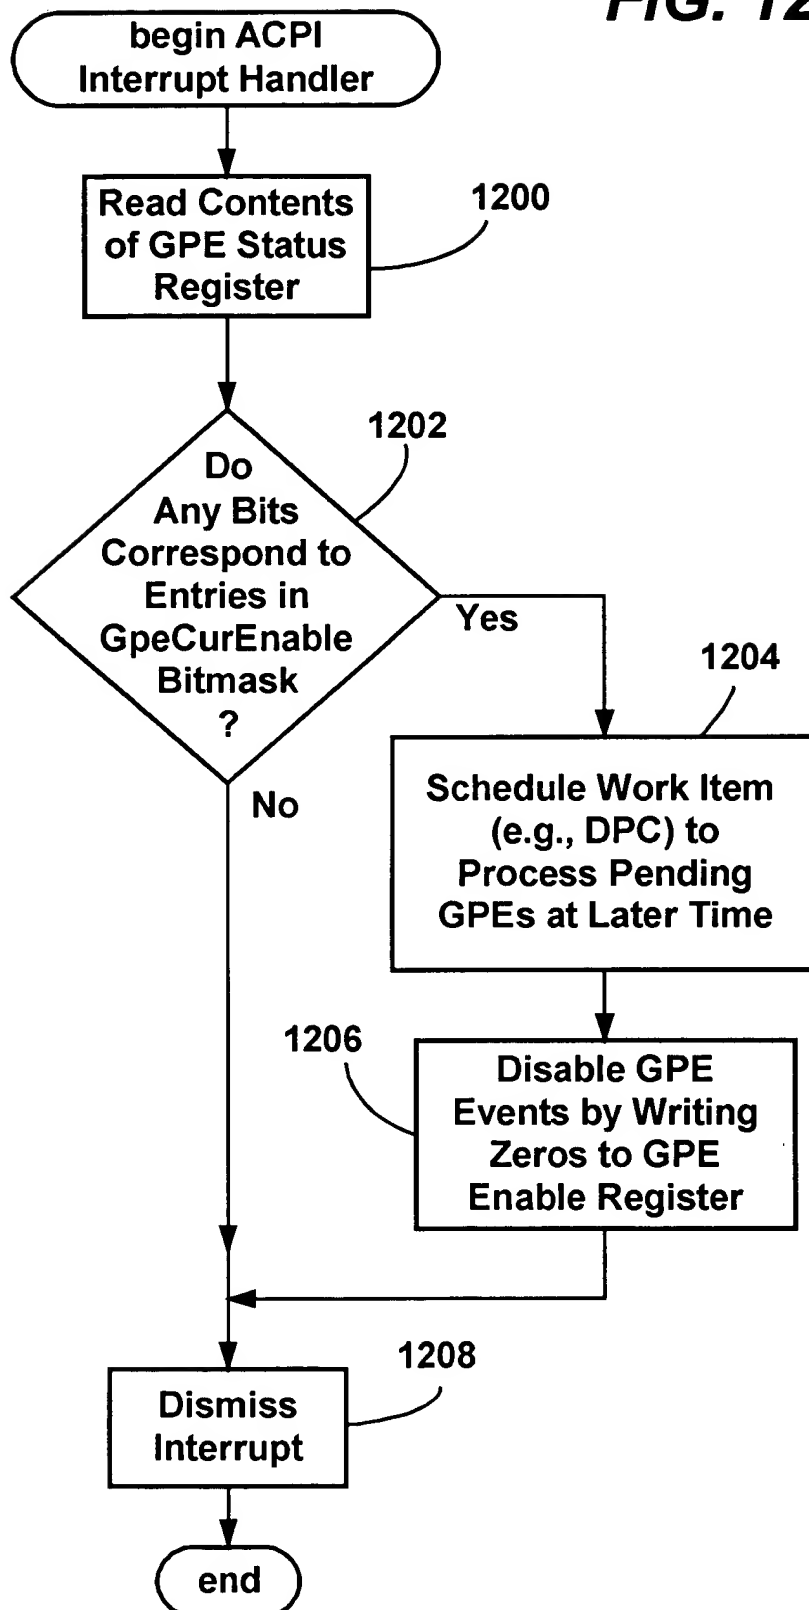 FIG. 12
begin ACPI
Interrupt Handler
Read Contents
of GPE Status
Register
1200
1202
Do
Any Bits
Correspond to
Entries in
GpeCurEnable
Bitmask
?
Yes
No
1204
Schedule Work Item
(e.g., DPC) to
Process Pending
GPEs at Later Time
1206
Disable GPE
Events by Writing
Zeros to GPE
Enable Register
1208
Dismiss
Interrupt
end